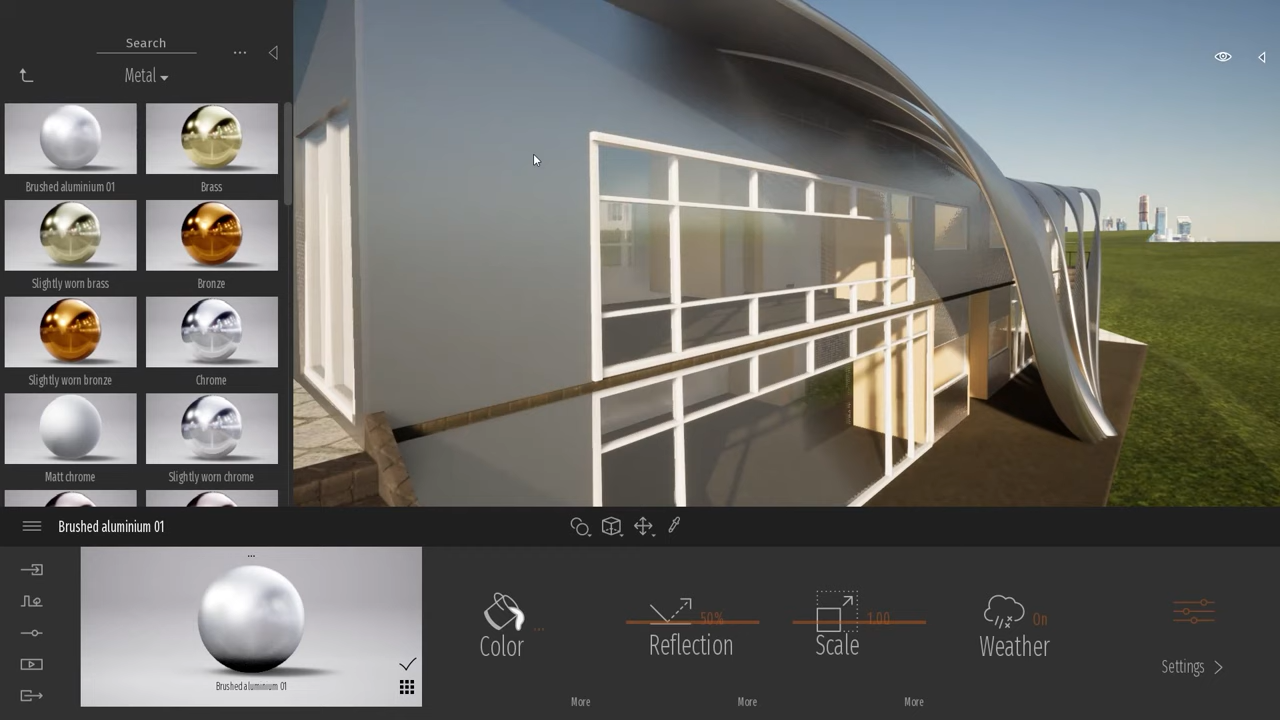 Search
...
Metal
Brushed aluminium 01
Brass
Slightly worn brass
Bronze
Slightly worn bronze
Chrome
Matt chrome
Slightly worn chrome
Brushed aluminium 01
...
Brushed aluminium 01
Color
...
More
50%
Reflection
More
1.00
Scale
More
On
Weather
Settings